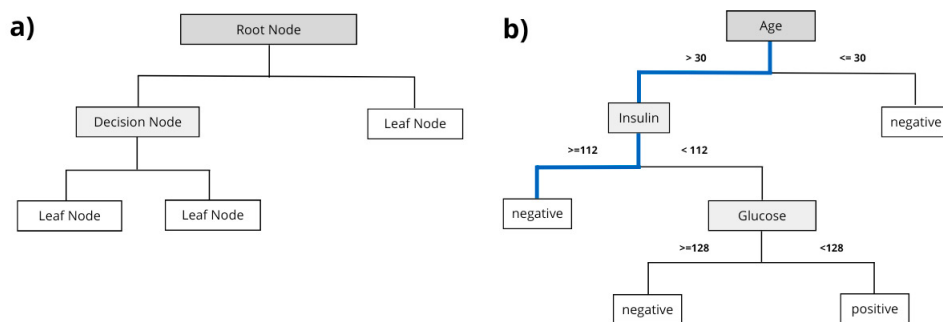 a)
Root Node
Decision Node
Leaf Node
Leaf Node
Leaf Node
b)
Age
> 30
<= 30
Insulin
negative
>=112
< 112
negative
Glucose
>=128
<128
negative
positive